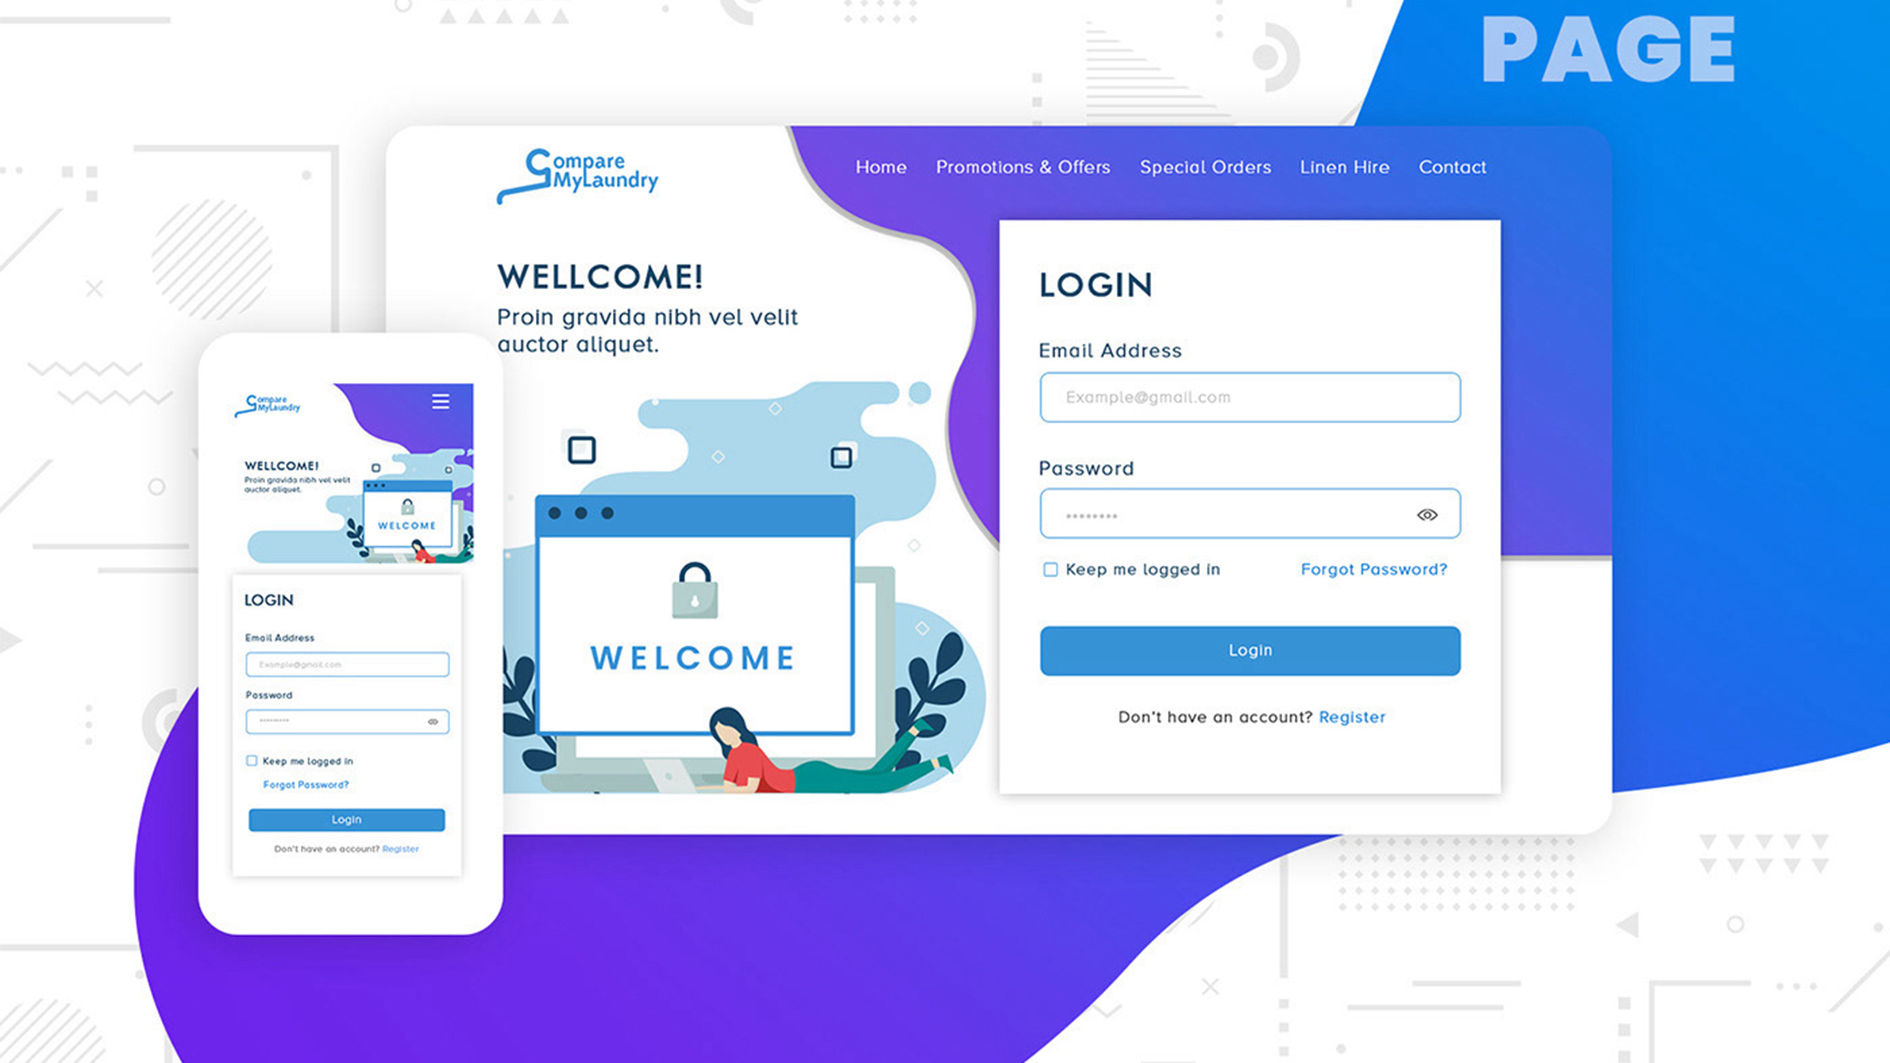 PAGE
Compare
MyLaundry
Home Promotions & Offers Special Orders Linen Hire Contact
WELLCOME!
Proin gravida nibh vel velit
auctor aliquet.
WELCOME
LOGIN
Email Address
Example@gmail.com
Password
Keep me logged in Forgot Password?
Login
Don't have an account? Register
Compare
MyLaundry
WELLCOME!
Proin gravida nibh vel velit
auctor aliquet.
WELCOME
LOGIN
Email Address
Example@gmail.com
Password
Keep me logged in
Forgot Password?
Login
Don't have an account? Register